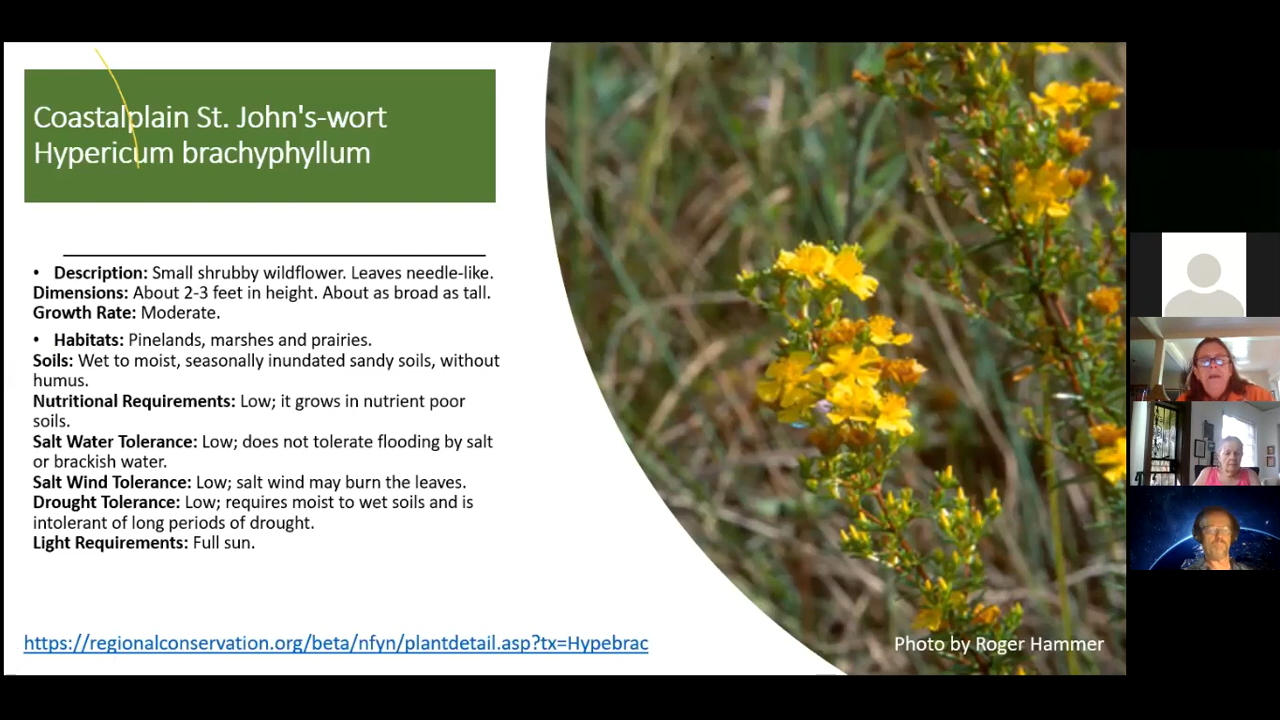 Coastalplain St. John's-wort
Hypericum brachyphyllum
• Description: Small shrubby wildflower. Leaves needle-like.
Dimensions: About 2-3 feet in height. About as broad as tall.
Growth Rate: Moderate.
• Habitats: Pinelands, marshes and prairies.
Soils: Wet to moist, seasonally inundated sandy soils, without
humus.
Nutritional Requirements: Low; it grows in nutrient poor
soils.
Salt Water Tolerance: Low; does not tolerate flooding by salt
or brackish water.
Salt Wind Tolerance: Low; salt wind may burn the leaves.
Drought Tolerance: Low; requires moist to wet soils and is
intolerant of long periods of drought.
Light Requirements: Full sun.
https://regionalconservation.org/beta/nfyn/plantdetail.asp?tx=Hypebrac
Photo by Roger Hammer